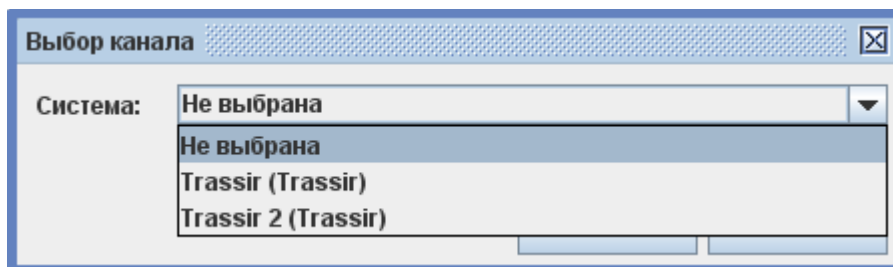 Выбор канала
Система: Не выбрана
Не выбрана
Trassir (Trassir)
Trassir 2 (Trassir)